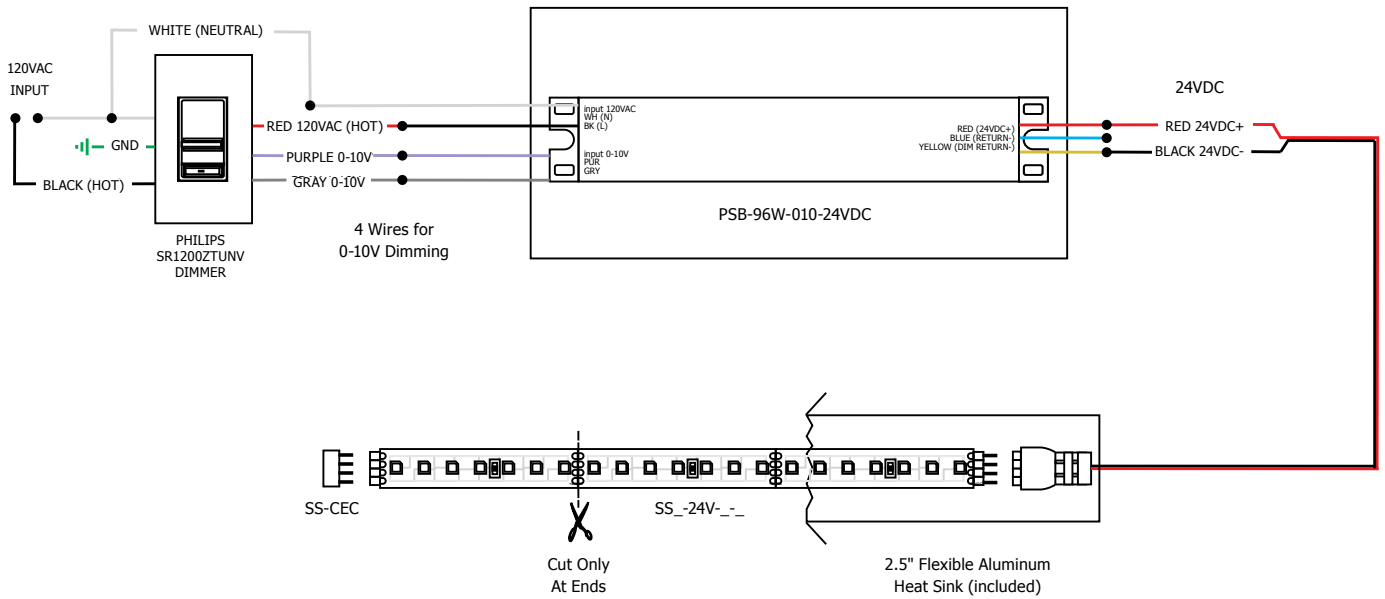 WHITE (NEUTRAL)
120VAC
INPUT
GND
BLACK (HOT)
PHILIPS
SR1200ZTUNV
DIMMER
RED 120VAC (HOT)
PURPLE 0-10V
GRAY 0-10V
4 Wires for
0-10V Dimming
input 120VAC
WH (N)
BK (L)
input 0-10V
PUR
GRY
RED (24VDC+)
BLUE (RETURN-)
YELLOW (DIM RETURN-)
PSB-96W-010-24VDC
24VDC
RED 24VDC+
BLACK 24VDC-
SS-CEC
SS_-24V-_-_
Cut Only
At Ends
2.5" Flexible Aluminum
Heat Sink (included)